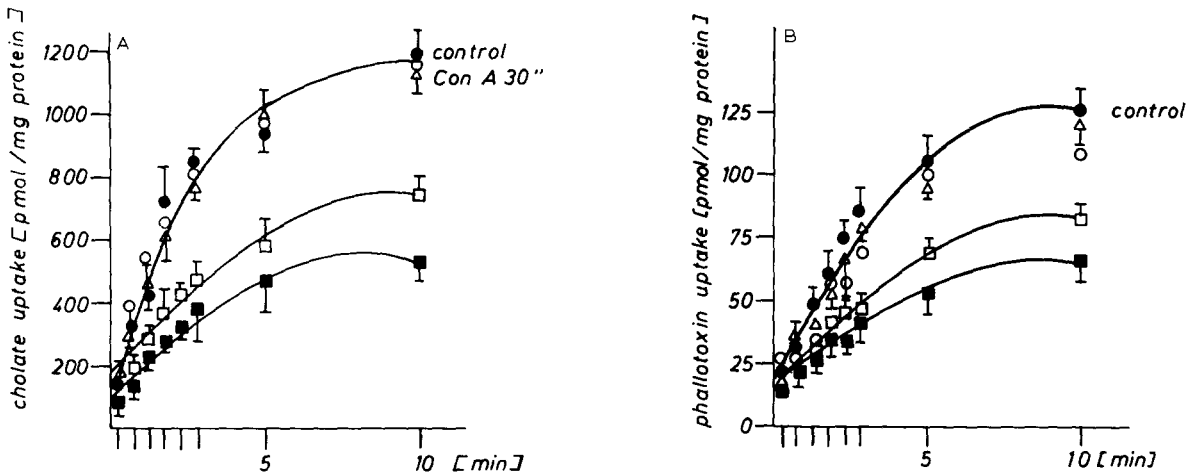 A
cholate uptake [pmol/mg protein]
1200
1000
800
600
400
200
control
Con A 30"
5
10
[min]
B
phallotoxin uptake [pmol/mg protein]
125
100
75
50
25
0
control
5
10 [min]